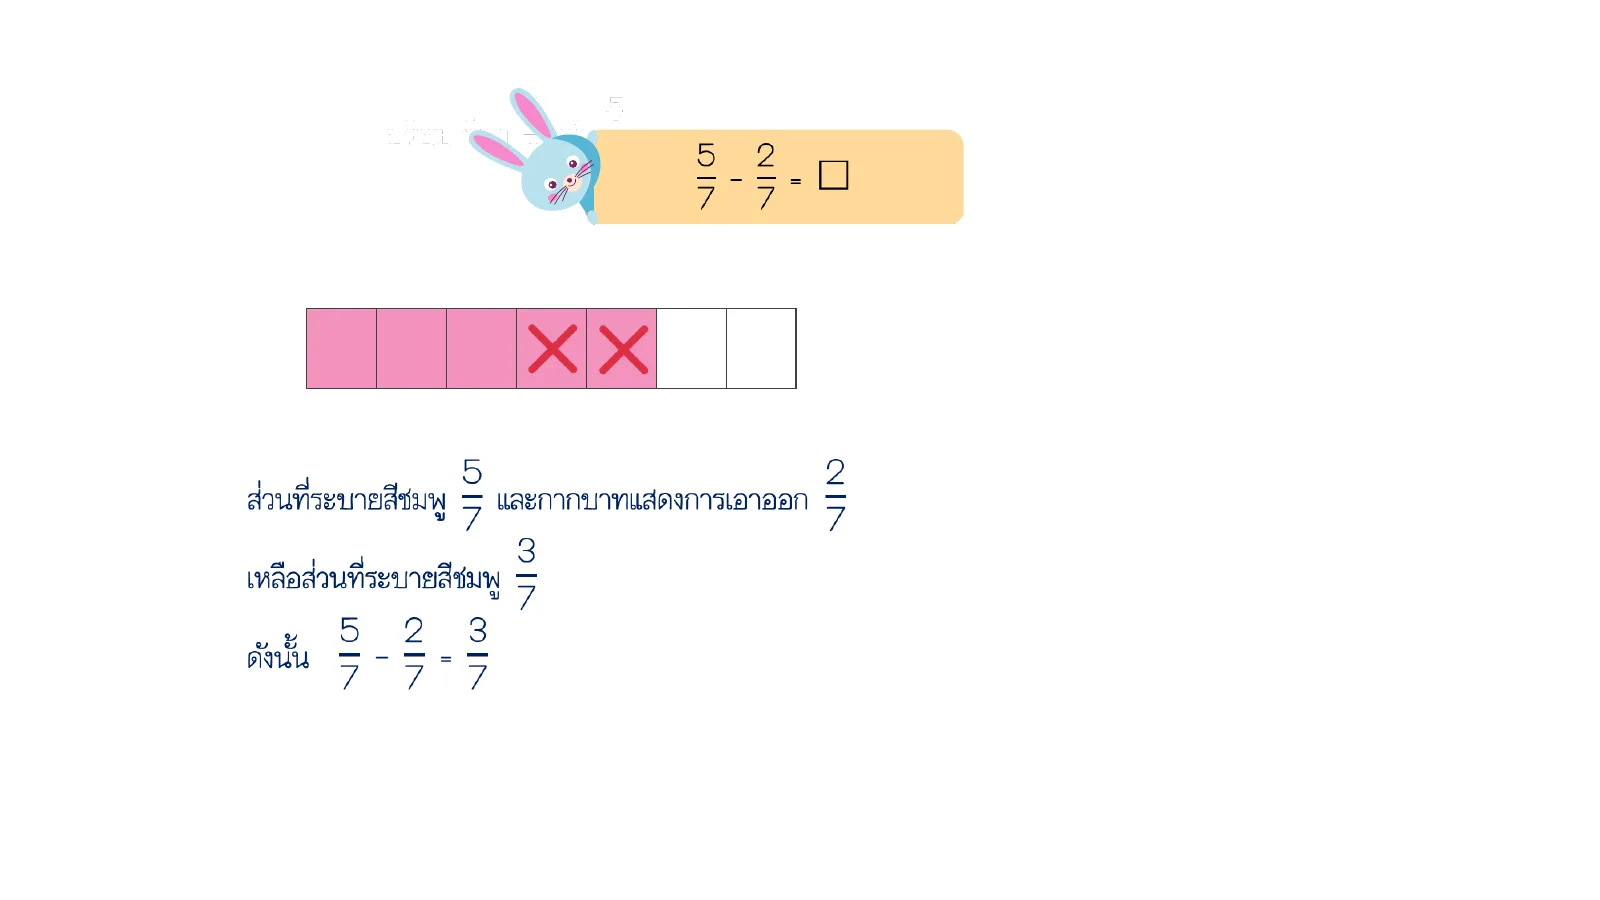 5/7 - 2/7 = □
ส่วนที่ระบายสีชมพู 5/7 และกากบาทแสดงการเอาออก 2/7
เหลือส่วนที่ระบายสีชมพู 3/7
ดังนั้น 5/7 - 2/7 = 3/7